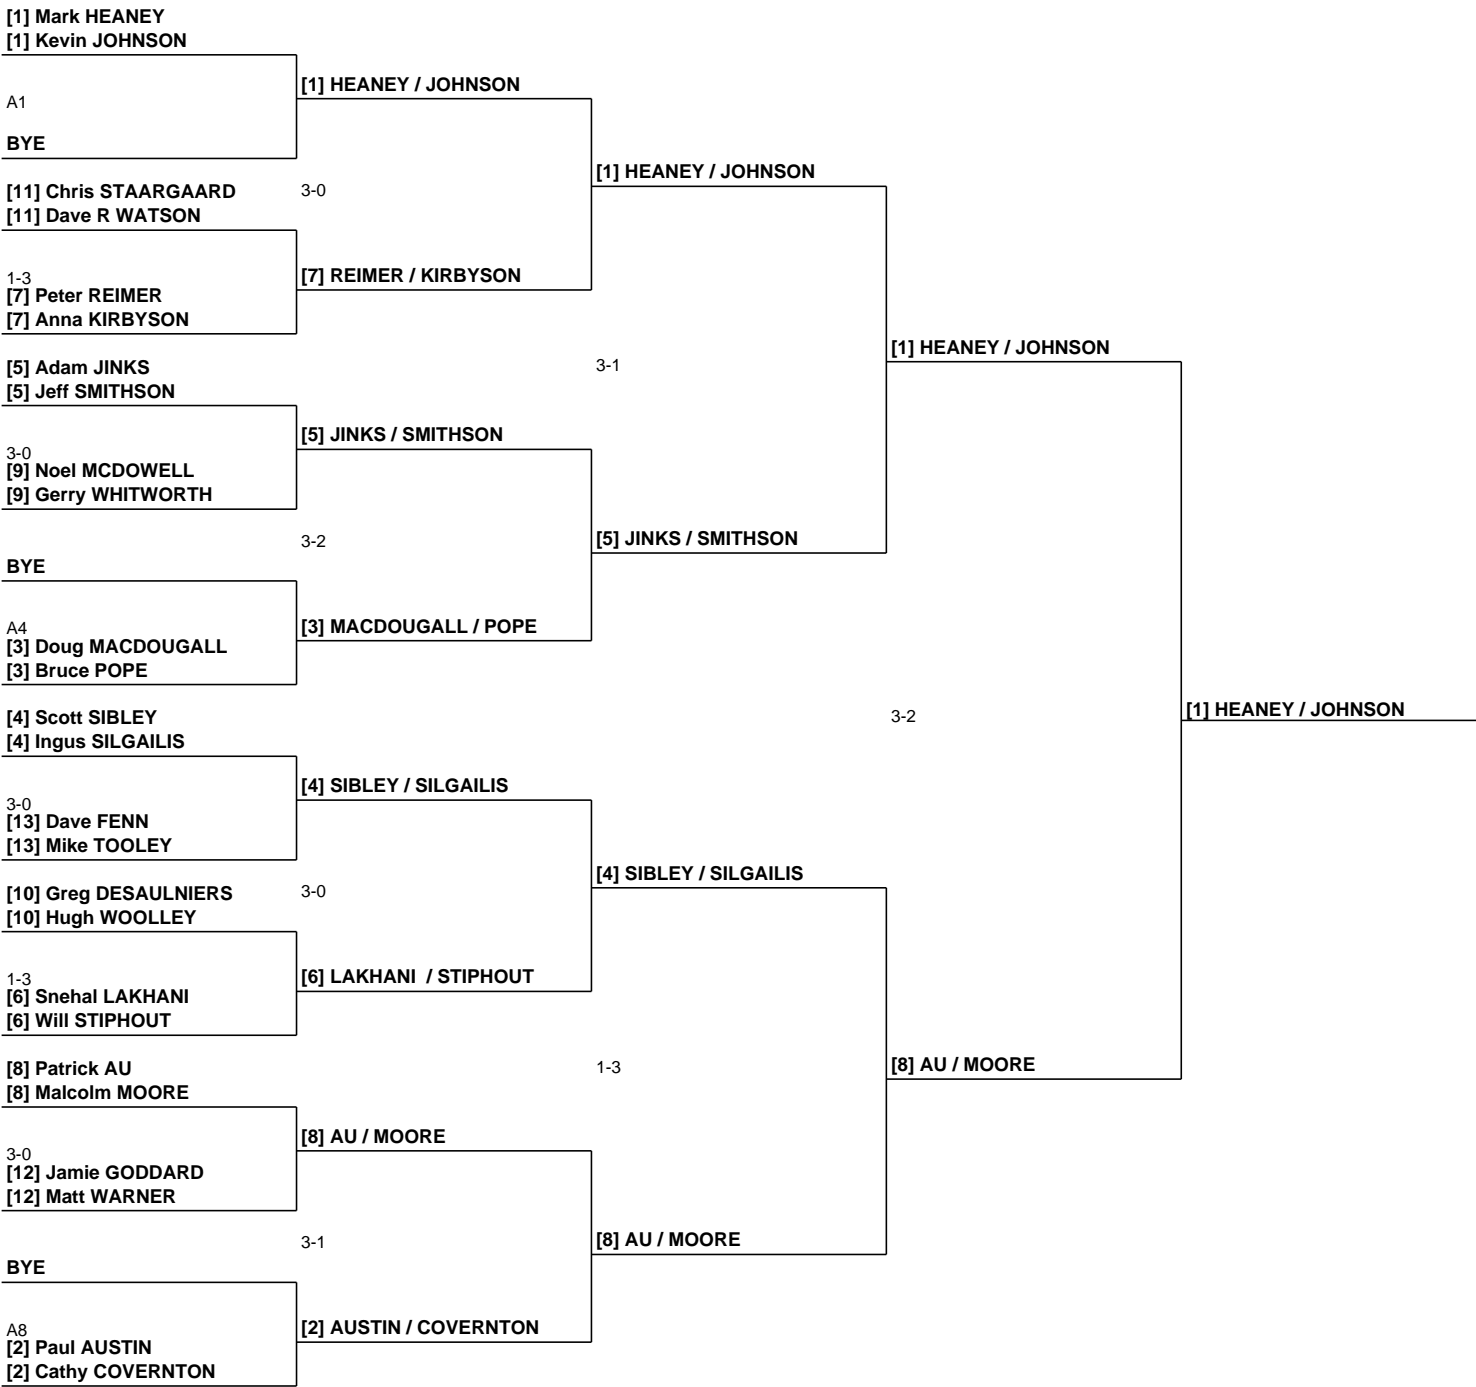 [1] Mark HEANEY
[1] Kevin JOHNSON
A1
BYE
[1] HEANEY / JOHNSON
[11] Chris STAARGAARD
[11] Dave R WATSON
1-3
[7] Peter REIMER
[7] Anna KIRBYSON
3-0
[7] REIMER / KIRBYSON
[1] HEANEY / JOHNSON
[5] Adam JINKS
[5] Jeff SMITHSON
3-0
[9] Noel MCDOWELL
[9] Gerry WHITWORTH
[5] JINKS / SMITHSON
3-1
[1] HEANEY / JOHNSON
BYE
A4
[3] Doug MACDOUGALL
[3] Bruce POPE
3-2
[3] MACDOUGALL / POPE
[5] JINKS / SMITHSON
[4] Scott SIBLEY
[4] Ingus SILGAILIS
3-0
[13] Dave FENN
[13] Mike TOOLEY
[4] SIBLEY / SILGAILIS
3-2
[1] HEANEY / JOHNSON
[10] Greg DESAULNIERS
[10] Hugh WOOLLEY
1-3
[6] Snehal LAKHANI
[6] Will STIPHOUT
3-0
[6] LAKHANI / STIPHOUT
[4] SIBLEY / SILGAILIS
[8] Patrick AU
[8] Malcolm MOORE
3-0
[12] Jamie GODDARD
[12] Matt WARNER
[8] AU / MOORE
1-3
[8] AU / MOORE
BYE
A8
[2] Paul AUSTIN
[2] Cathy COVERNTON
3-1
[2] AUSTIN / COVERNTON
[8] AU / MOORE